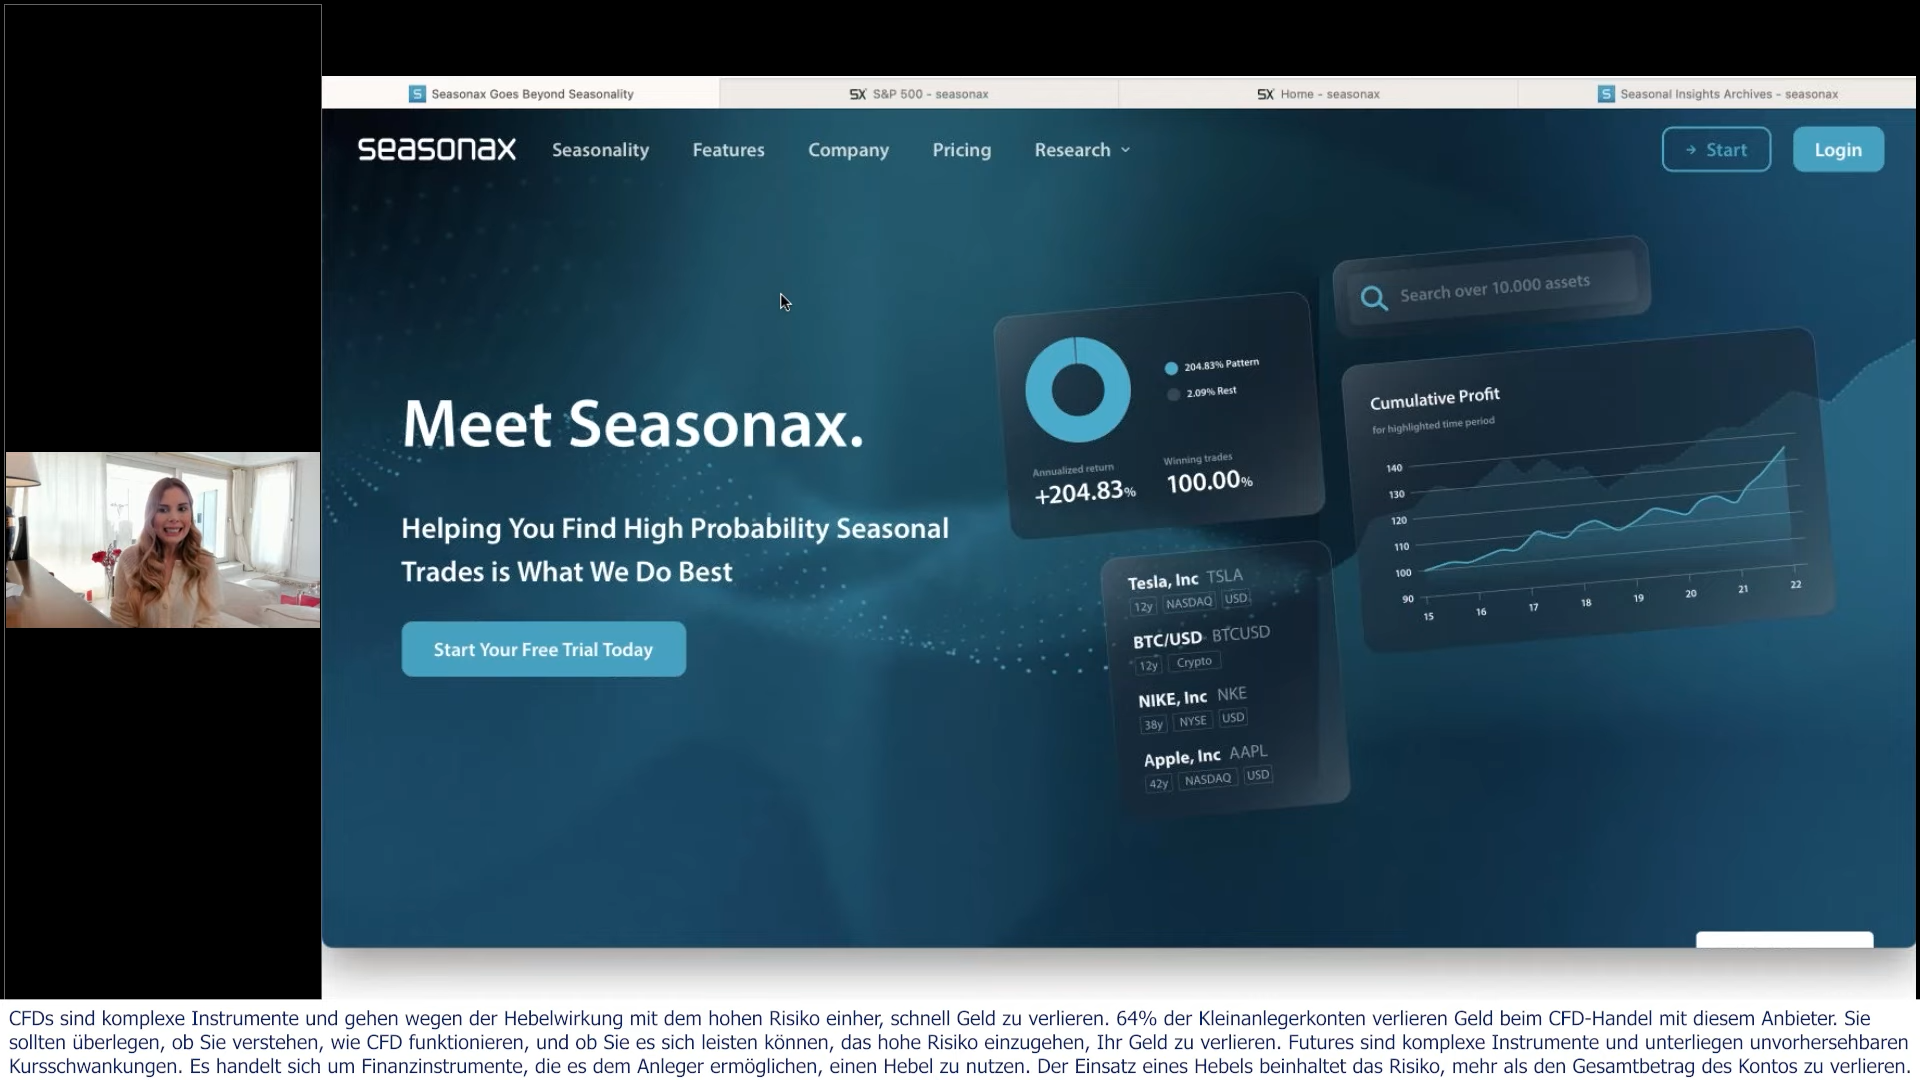 Seasonax Goes Beyond Seasonality
S&P 500 - seasonax
Home - seasonax
Seasonal Insights Archives - seasonax
seasonax
Seasonality
Features
Company
Pricing
Research
Start
Login
Search over 10.000 assets
204.83% Pattern
2.09% Rest
Annualized return
+204.83%
Winning trades
100.00%
Cumulative Profit
for highlighted time period
140
130
120
110
100
90
15 16 17 18 19 20 21 22
Meet Seasonax.
Helping You Find High Probability Seasonal
Trades is What We Do Best
Start Your Free Trial Today
Tesla, Inc TSLA
12y NASDAQ USD
BTC/USD BTCUSD
12y Crypto
NIKE, Inc NKE
38y NYSE USD
Apple, Inc AAPL
42y NASDAQ USD
CFDs sind komplexe Instrumente und gehen wegen der Hebelwirkung mit dem hohen Risiko einher, schnell Geld zu verlieren. 64% der Kleinanlegerkonten verlieren Geld beim CFD-Handel mit diesem Anbieter. Sie
sollten überlegen, ob Sie verstehen, wie CFD funktionieren, und ob Sie es sich leisten können, das hohe Risiko einzugehen, Ihr Geld zu verlieren. Futures sind komplexe Instrumente und unterliegen unvorhersehbaren
Kursschwankungen. Es handelt sich um Finanzinstrumente, die es dem Anleger ermöglichen, einen Hebel zu nutzen. Der Einsatz eines Hebels beinhaltet das Risiko, mehr als den Gesamtbetrag des Kontos zu verlieren.